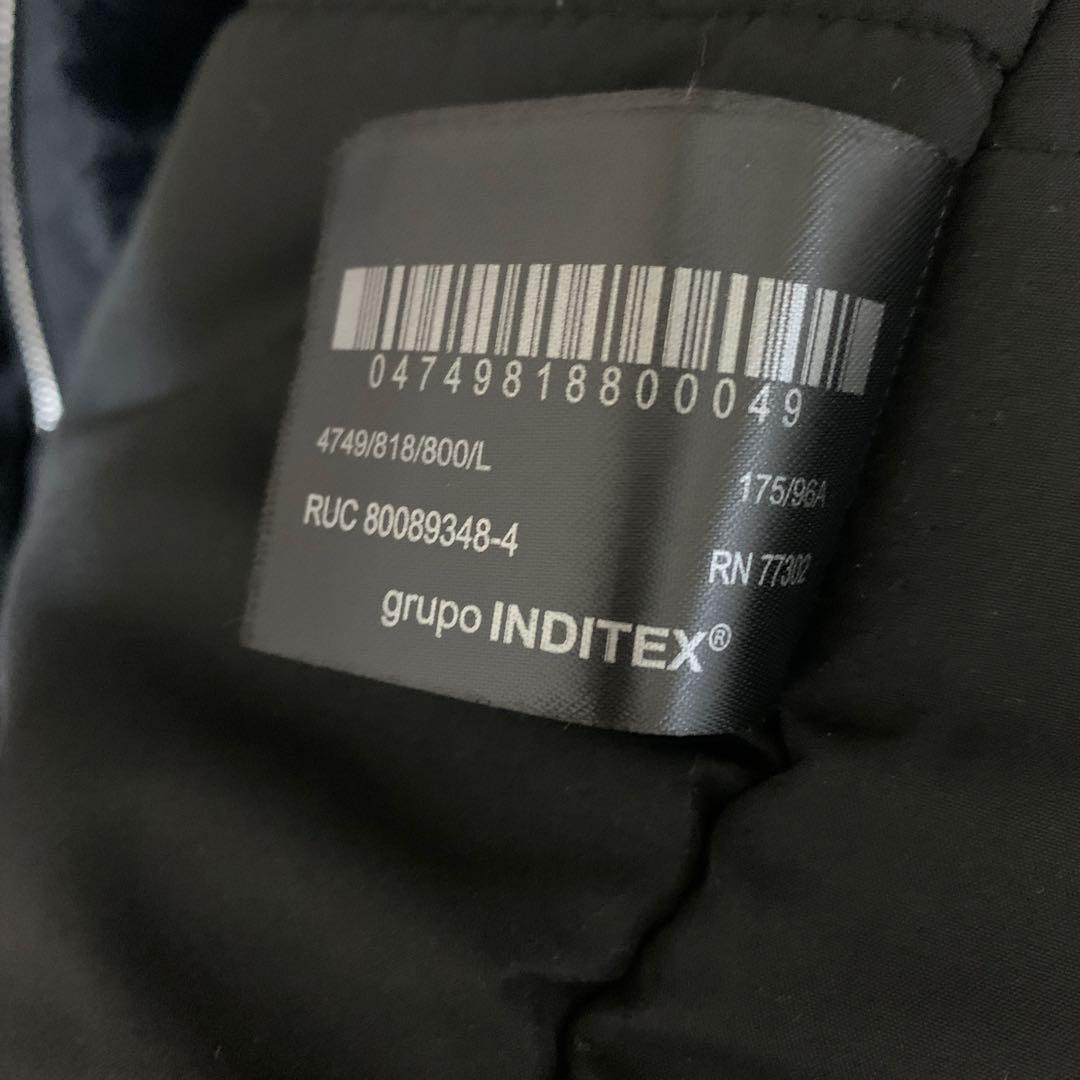 04749818800049
4749/818/800/L
175/96A
RUC 80089348-4
RN 77302
grupo INDITEX®